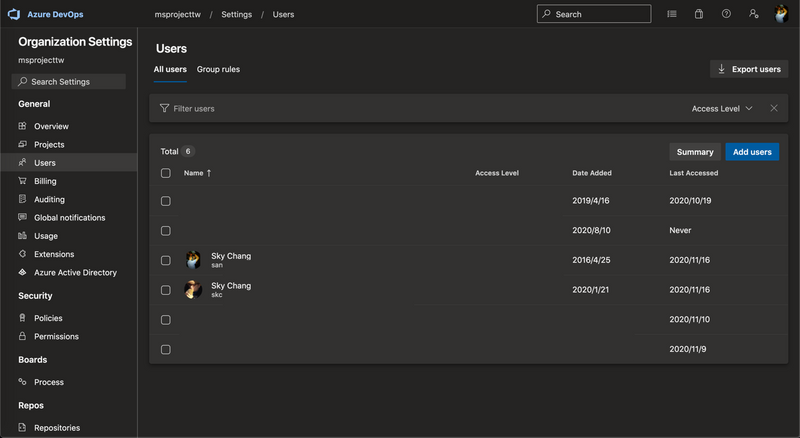 Azure DevOps
msprojecttw / Settings / Users
Search
Organization Settings
msprojecttw
Search Settings
General
Overview
Projects
Users
Billing
Auditing
Global notifications
Usage
Extensions
Azure Active Directory
Security
Policies
Permissions
Boards
Process
Repos
Repositories
Users
All users Group rules
Export users
Filter users Access Level
Total 6
Summary Add users
Name ↑ Access Level Date Added Last Accessed
2019/4/16 2020/10/19
2020/8/10 Never
Sky Chang
san
2016/4/25 2020/11/16
Sky Chang
skc
2020/1/21 2020/11/16
2020/11/10
2020/11/9